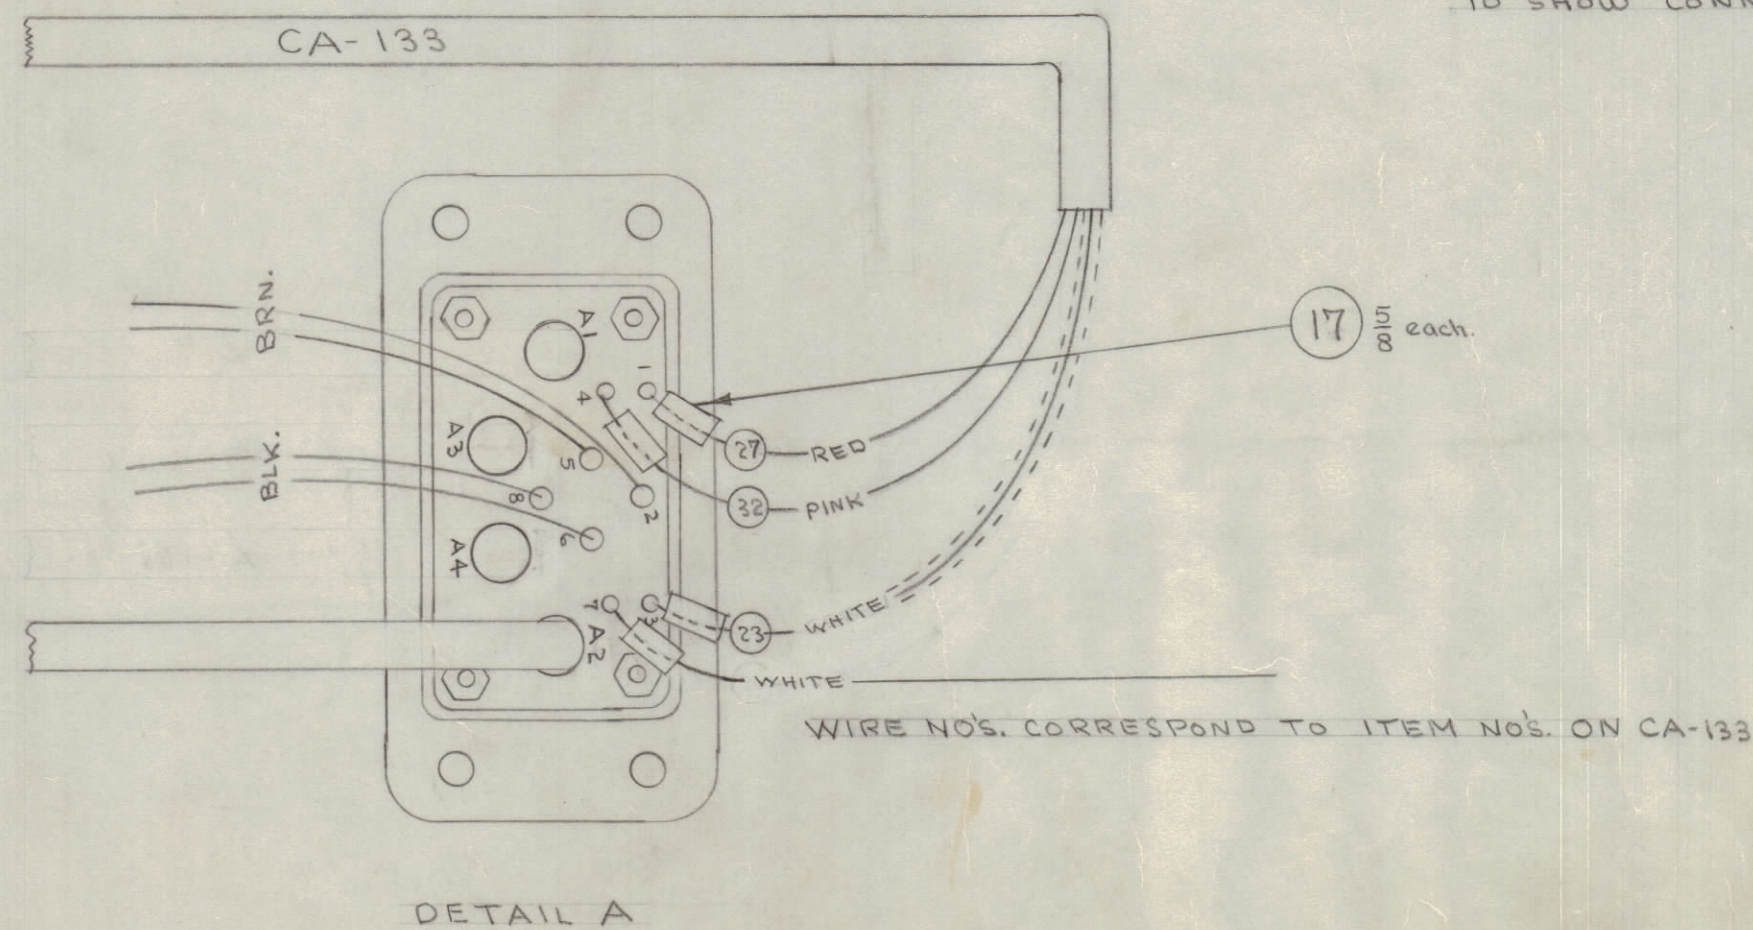 TO SHOW
CA-133
BRN.
A1
1
17 5/8 each.
4
A3
5
27 RED
BLK.
8
2
32 PINK
6
A4
7
3
23 WHITE
A2
WHITE
WIRE NO'S. CORRESPOND TO ITEM NO'S. ON CA-133
DETAIL A